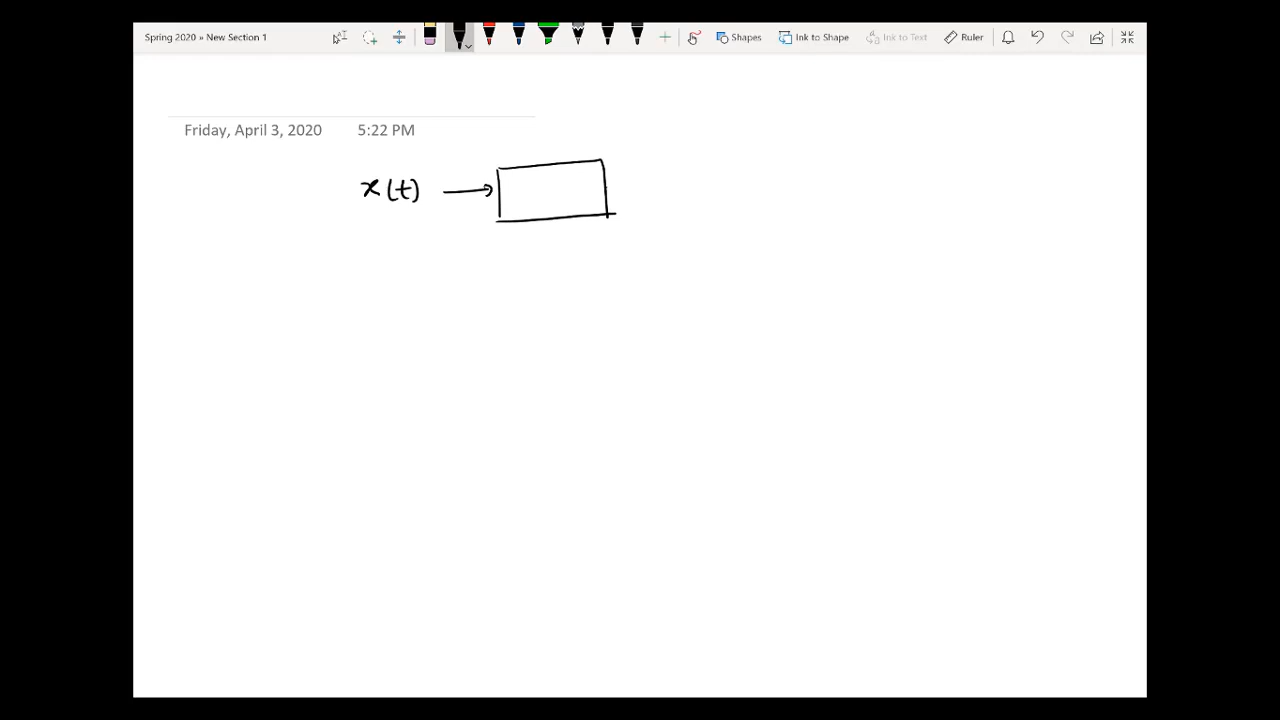 Spring 2020 » New Section 1
Shapes
Ink to Shape
Ink to Text
Ruler
Friday, April 3, 2020 5:22 PM
x(t)